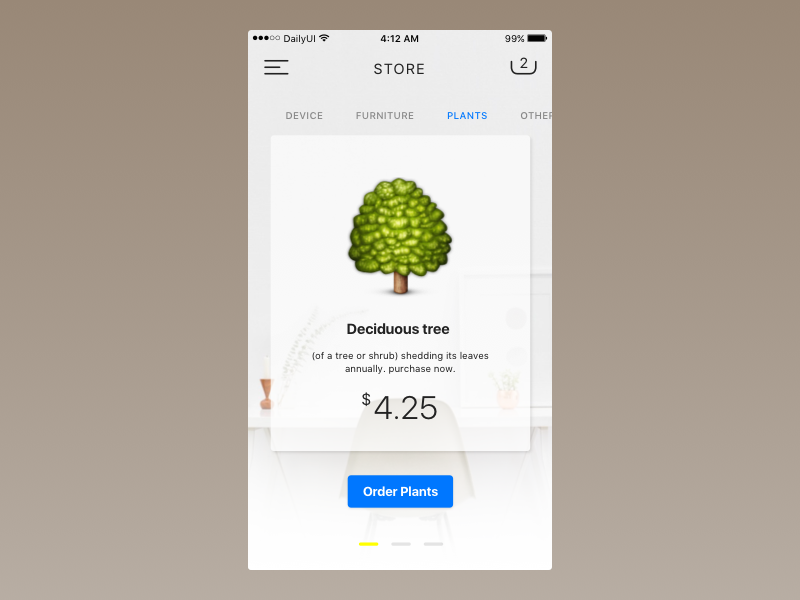 DailyUI 4:12 AM 99%
STORE 2
DEVICE FURNITURE PLANTS OTHER
Deciduous tree
(of a tree or shrub) shedding its leaves
annually. purchase now.
$4.25
Order Plants